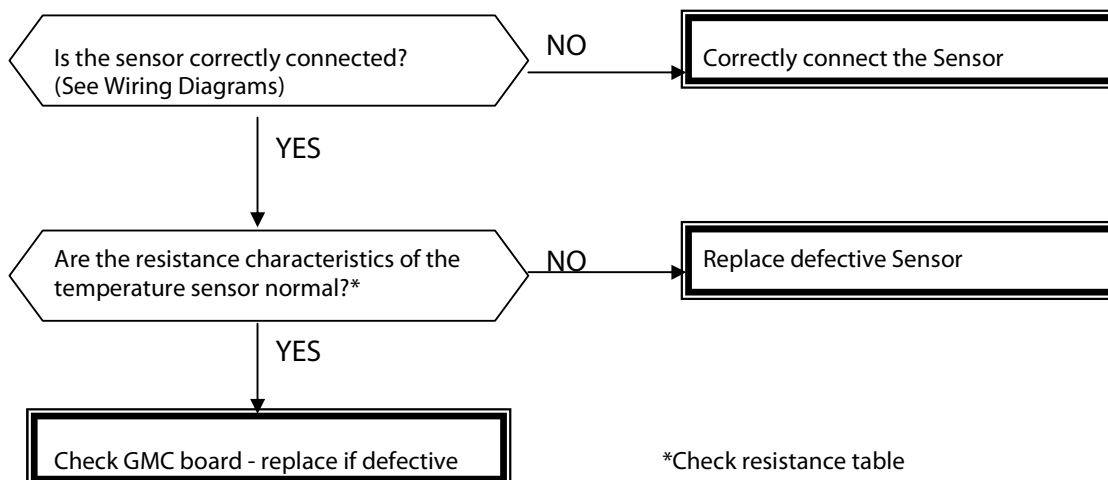 Is the sensor correctly connected?
(See Wiring Diagrams)
NO
Correctly connect the Sensor
YES
Are the resistance characteristics of the
temperature sensor normal?*
NO
Replace defective Sensor
YES
Check GMC board - replace if defective
*Check resistance table